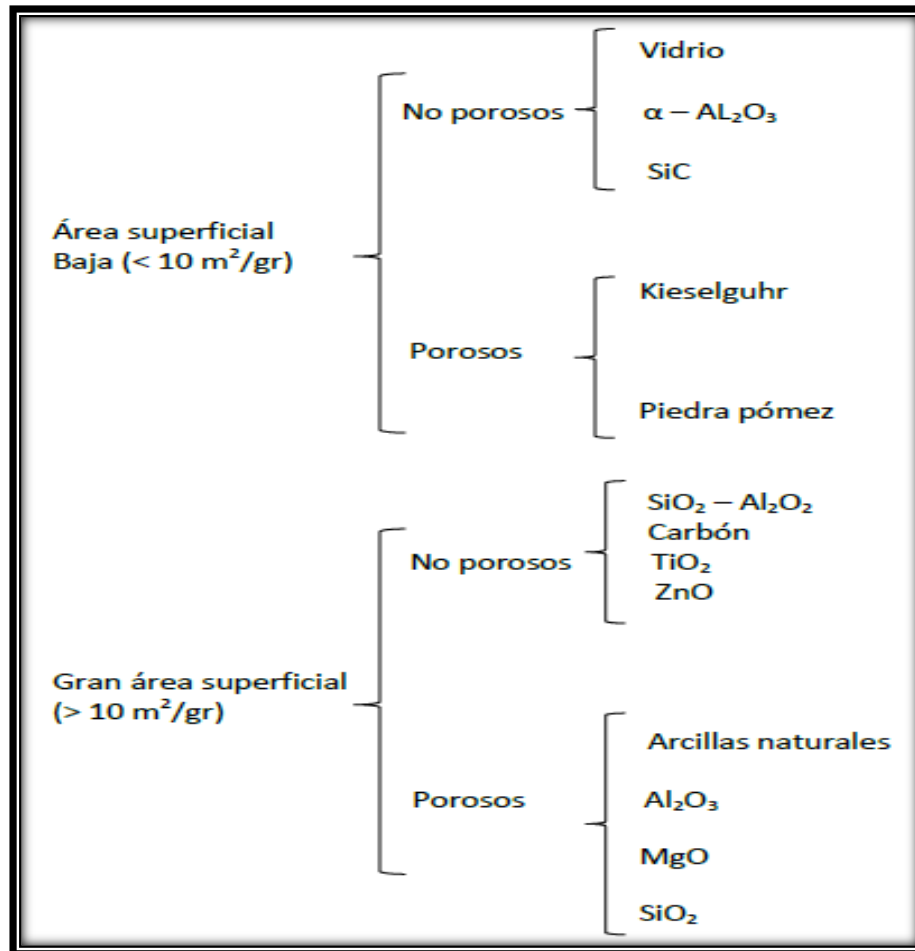 Vidrio
No porosos
α – AL₂O₃
SiC
Área superficial
Baja (< 10 m²/gr)
Kieselguhr
Porosos
Piedra pómez
SiO₂ – Al₂O₂
Carbón
No porosos
TiO₂
ZnO
Gran área superficial
(> 10 m²/gr)
Arcillas naturales
Porosos
Al₂O₃
MgO
SiO₂